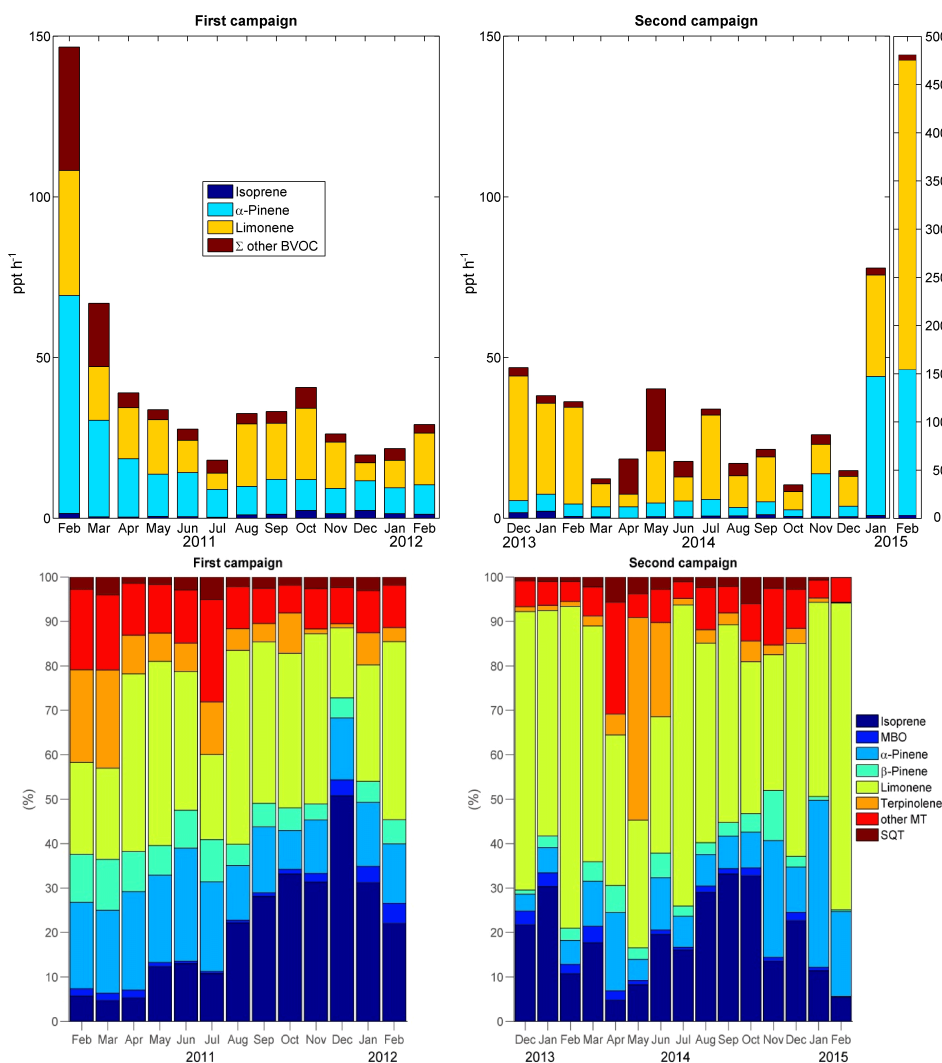 First campaign
Second campaign
150
100
50
0
ppt h⁻¹
Isoprene
α-Pinene
Limonene
Σ other BVOC
Feb Mar Apr May Jun Jul Aug Sep Oct Nov Dec Jan Feb
2011 2012
150
100
50
0
ppt h⁻¹
500
450
400
350
300
250
200
150
100
50
0
Dec Jan Feb Mar Apr May Jun Jul Aug Sep Oct Nov Dec Jan Feb
2013 2014 2015
First campaign
Second campaign
100
90
80
70
60
50
40
30
20
10
0
(%)
Feb Mar Apr May Jun Jul Aug Sep Oct Nov Dec Jan Feb
2011 2012
100
90
80
70
60
50
40
30
20
10
0
(%)
Isoprene
MBO
α-Pinene
β-Pinene
Limonene
Terpinolene
other MT
SQT
Dec Jan Feb Mar Apr May Jun Jul Aug Sep Oct Nov Dec Jan Feb
2013 2014 2015